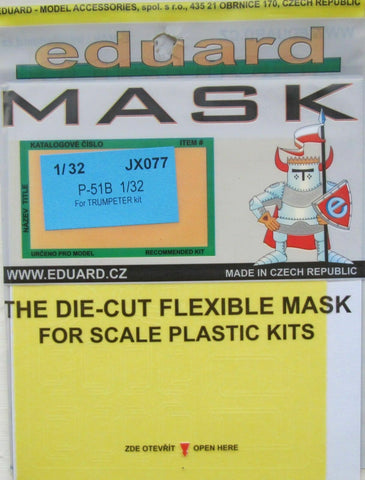 EDUARD - MODEL ACCESSORIES, spol. s r.o., 435 21 OBRNICE 170, CZECH REPUBLIC
eduard
MASK
KATALOGOVÉ ČÍSLO
ITEM #
1/32 JX077
P-51B 1/32
For TRUMPETER kit
NÁZEV TITLE
URČENO PRO MODEL
RECOMMENDED KIT
e
WWW.EDUARD.CZ
MADE IN CZECH REPUBLIC
THE DIE-CUT FLEXIBLE MASK
FOR SCALE PLASTIC KITS
ZDE OTEVŘÍT OPEN HERE